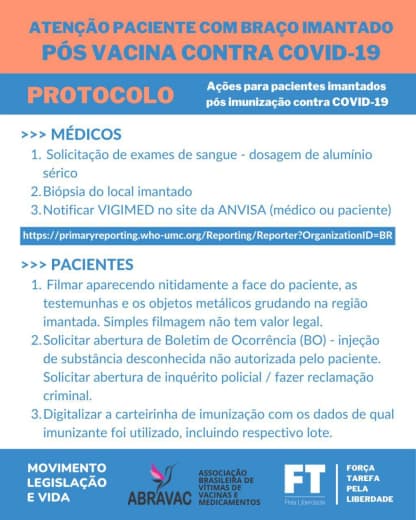 ATENÇÃO PACIENTE COM BRAÇO IMANTADO
PÓS VACINA CONTRA COVID-19
PROTOCOLO
Ações para pacientes imantados
pós imunização contra COVID-19
>>> MÉDICOS
1. Solicitação de exames de sangue - dosagem de alumínio
sérico
2. Biópsia do local imantado
3. Notificar VIGIMED no site da ANVISA (médico ou paciente)
https://primaryreporting.who-umc.org/Reporting/Reporter?OrganizationID=BR
>>> PACIENTES
1. Filmar aparecendo nitidamente a face do paciente, as
testemunhas e os objetos metálicos grudando na região
imantada. Simples filmagem não tem valor legal.
2. Solicitar abertura de Boletim de Ocorrência (BO) - injeção
de substância desconhecida não autorizada pelo paciente.
Solicitar abertura de inquérito policial / fazer reclamação
criminal.
3. Digitalizar a carteirinha de imunização com os dados de qual
imunizante foi utilizado, incluindo respectivo lote.
MOVIMENTO
LEGISLAÇÃO
E VIDA
ABRAVAC
ASSOCIAÇÃO
BRASILEIRA DE
VÍTIMAS DE
VACINAS E
MEDICAMENTOS
FT
Pela Liberdade
FORÇA
TAREFA
PELA
LIBERDADE